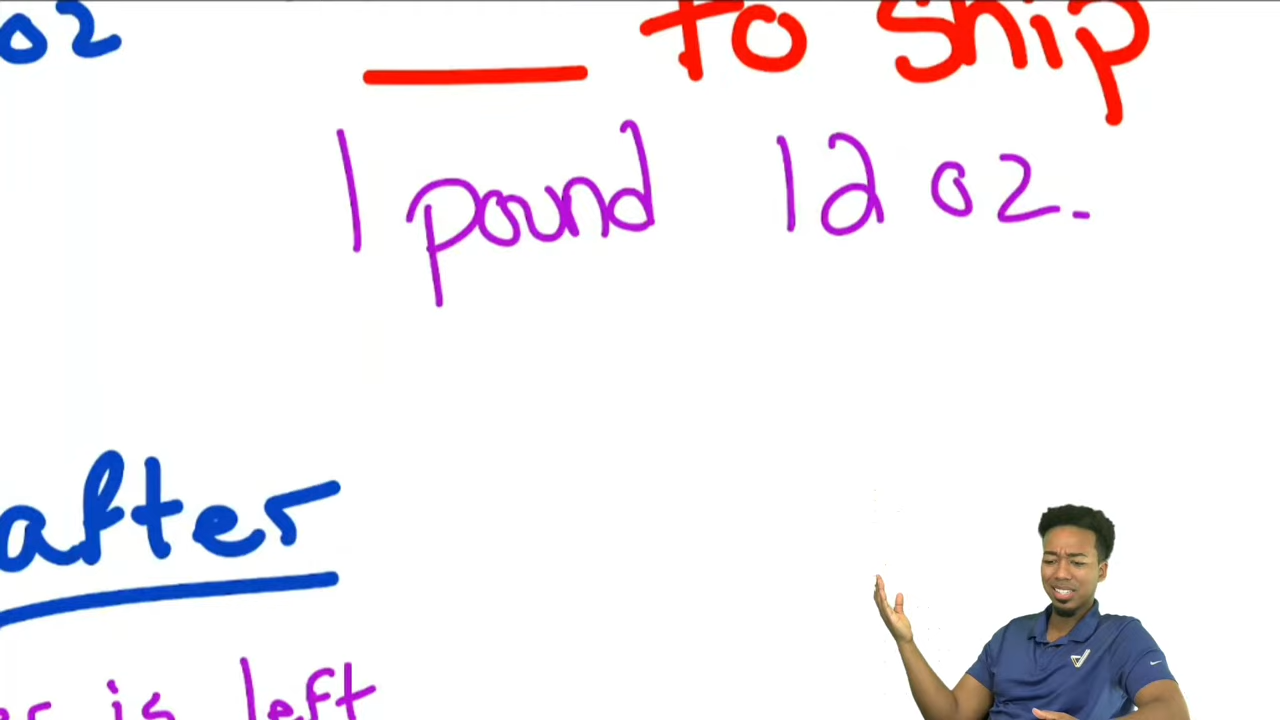 oz
to ship
1 pound 12 oz.
after
is left